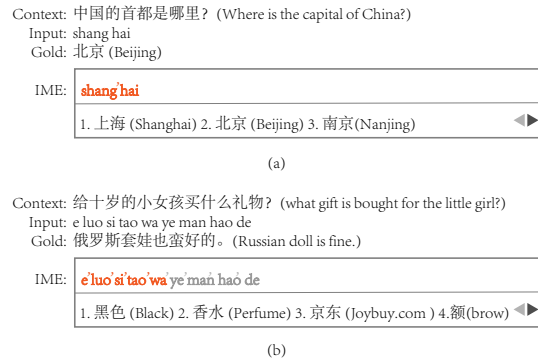 Context: 中国的首都是哪里？(Where is the capital of China?)
Input: shang hai
Gold: 北京 (Beijing)
IME: shang'hai
1. 上海 (Shanghai) 2. 北京 (Beijing) 3. 南京(Nanjing)
(a)
Context: 给十岁的小女孩买什么礼物？(what gift is bought for the little girl?)
Input: e luo si tao wa ye man hao de
Gold: 俄罗斯套娃也蛮好的。(Russian doll is fine.)
IME: e'luo'si'tao'wa'ye'man'hao'de
1. 黑色 (Black) 2. 香水 (Perfume) 3. 京东 (Joybuy.com ) 4.额(brow)
(b)